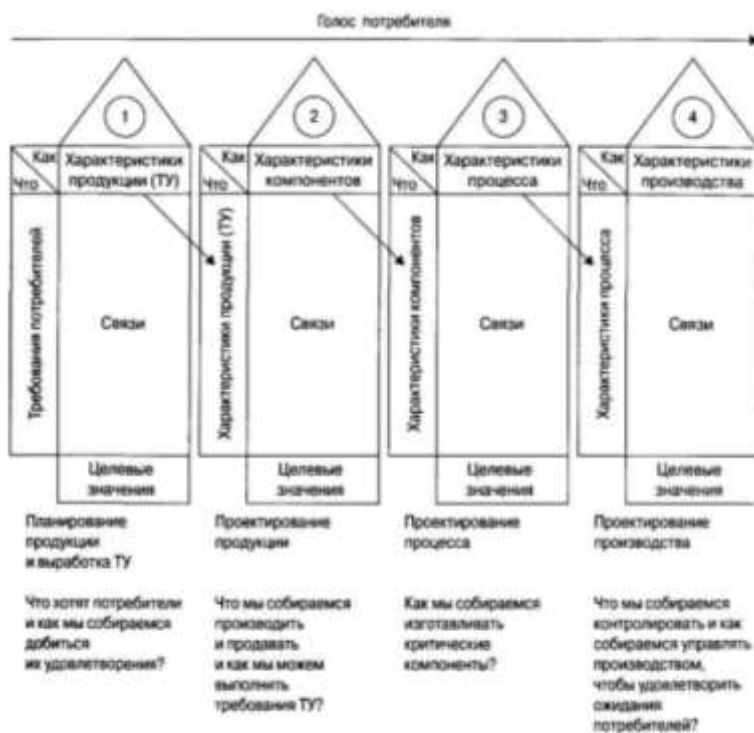 Голос потребителя
1
2
3
4
Как
Что
Характеристики
продукции (ТУ)
Как
Что
Характеристики
компонентов
Как
Что
Характеристики
процесса
Как
Что
Характеристики
производства
Требования потребителей
Связи
Характеристики продукции (ТУ)
Связи
Характеристики компонентов
Связи
Характеристики процесса
Связи
Целевые
значения
Целевые
значения
Целевые
значения
Целевые
значения
Планирование
продукции
и выработка ТУ
Что хотят потребители
и как мы собираемся
добиться
их удовлетворения?
Проектирование
продукции
Что мы собираемся
производить
и продавать
и как мы можем
выполнить
требования ТУ?
Проектирование
процесса
Как мы собираемся
изготавливать
критические
компоненты?
Проектирование
производства
Что мы собираемся
контролировать и как
собираемся управлять
производством,
чтобы удовлетворить
ожидания
потребителей?